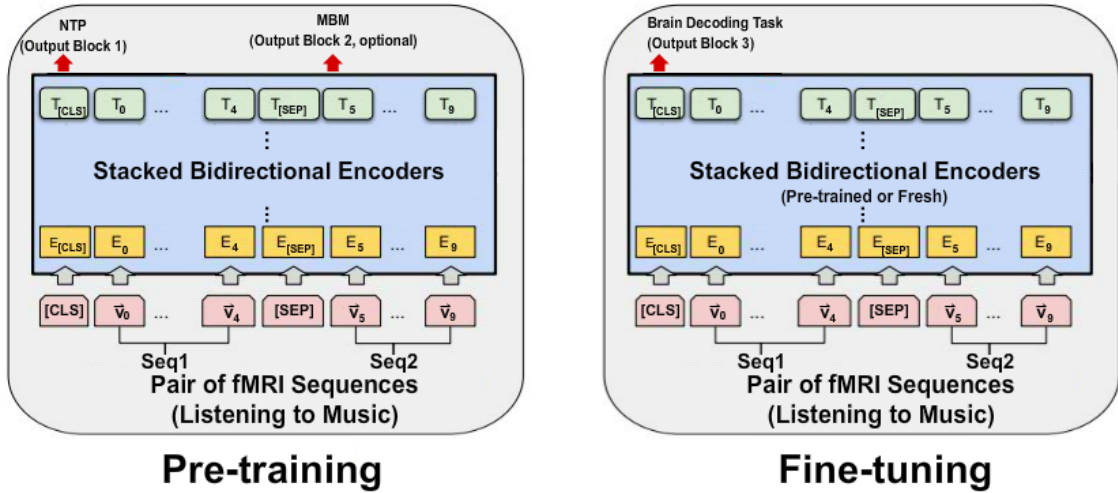 NTP
(Output Block 1)
MBM
(Output Block 2, optional)
T[CLS] T0 ... T4 T[SEP] T5 ... T9
Stacked Bidirectional Encoders
E[CLS] E0 ... E4 E[SEP] E5 ... E9
[CLS] v⃗0 ... v⃗4 [SEP] v⃗5 ... v⃗9
Seq1 Seq2
Pair of fMRI Sequences
(Listening to Music)
Pre-training
Brain Decoding Task
(Output Block 3)
T[CLS] T0 ... T4 T[SEP] T5 ... T9
Stacked Bidirectional Encoders
(Pre-trained or Fresh)
E[CLS] E0 ... E4 E[SEP] E5 ... E9
[CLS] v⃗0 ... v⃗4 [SEP] v⃗5 ... v⃗9
Seq1 Seq2
Pair of fMRI Sequences
(Listening to Music)
Fine-tuning